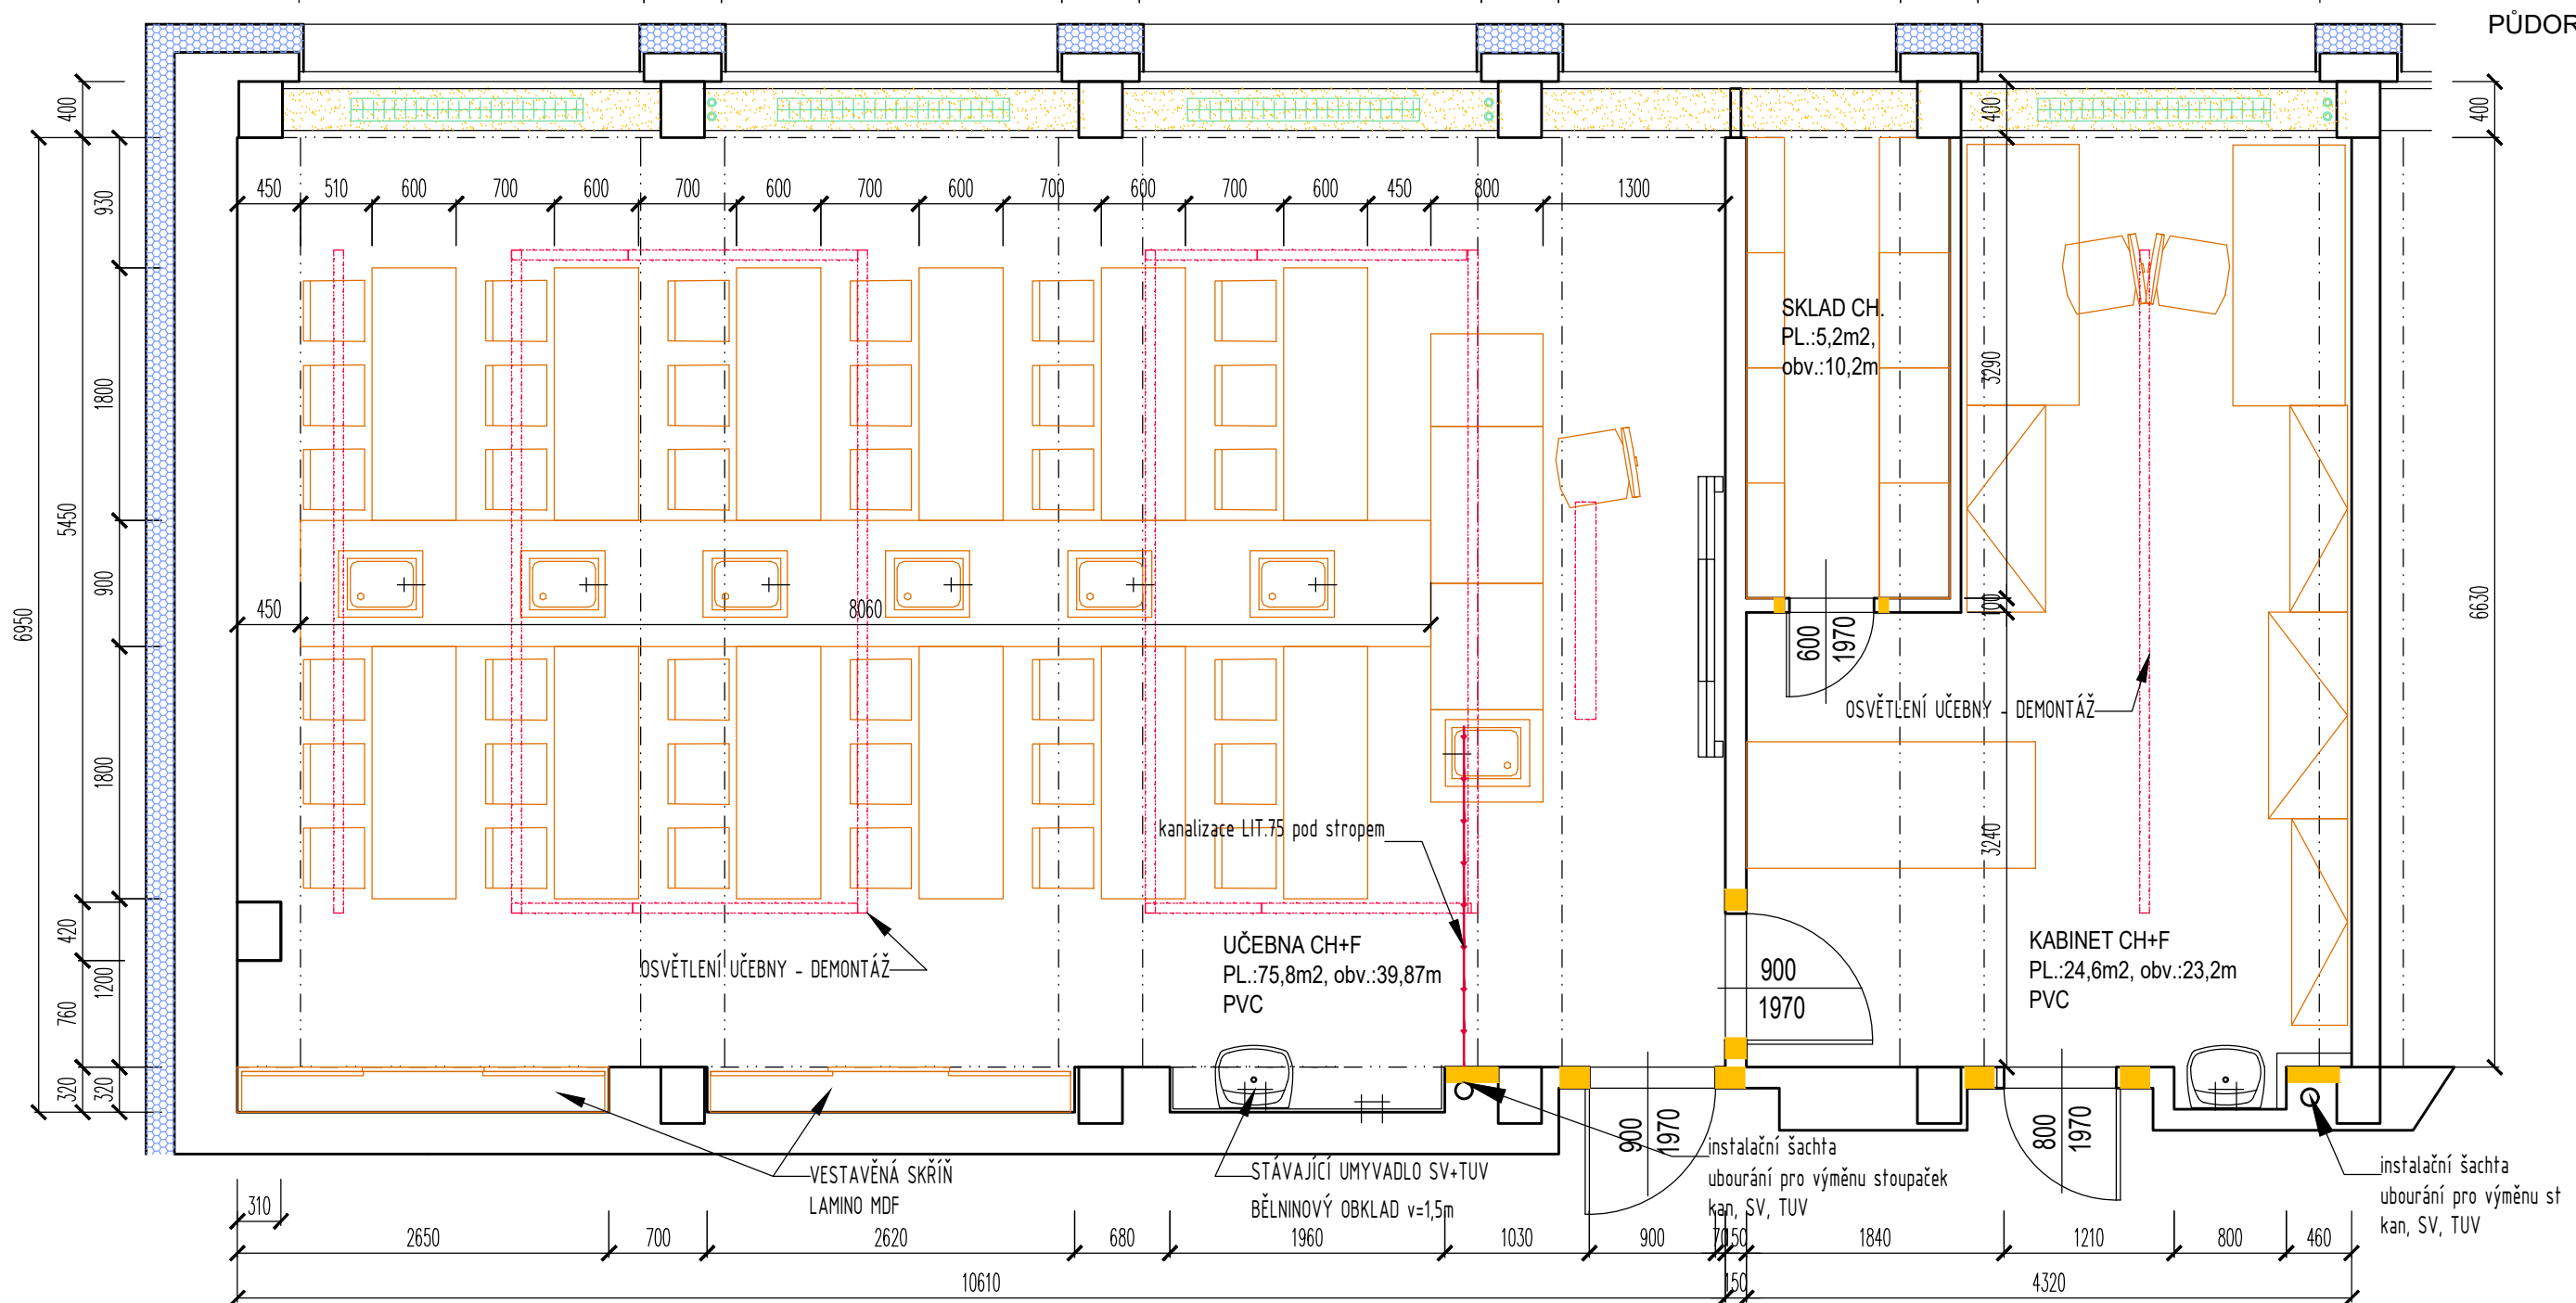 PŮDOR
400
930
1800
5450
900
6950
1800
420
1200
760
320
320
450
510
600
700
600
700
600
700
600
700
600
700
600
450
800
1300
400
400
SKLAD CH.
PL.:5,2m2,
obv.:10,2m
3290
100
600
1970
6630
450
8060
OSVĚTLENÍ UČEBNY - DEMONTÁŽ
kanalizace LIT.75 pod stropem
3240
OSVĚTLENÍ UČEBNY - DEMONTÁŽ
UČEBNA CH+F
PL.:75,8m2, obv.:39,87m
PVC
900
1970
KABINET CH+F
PL.:24,6m2, obv.:23,2m
PVC
900
1970
800
1970
VESTAVĚNÁ SKŘÍŇ
LAMINO MDF
STÁVAJÍCÍ UMYVADLO SV+TUV
BĚLNINOVÝ OBKLAD v=1,5m
instalační šachta
ubourání pro výměnu stoupaček
kan, SV, TUV
instalační šachta
ubourání pro výměnu st
kan, SV, TUV
310
2650
700
2620
680
1960
1030
900
70
150
1840
1210
800
460
10610
150
4320